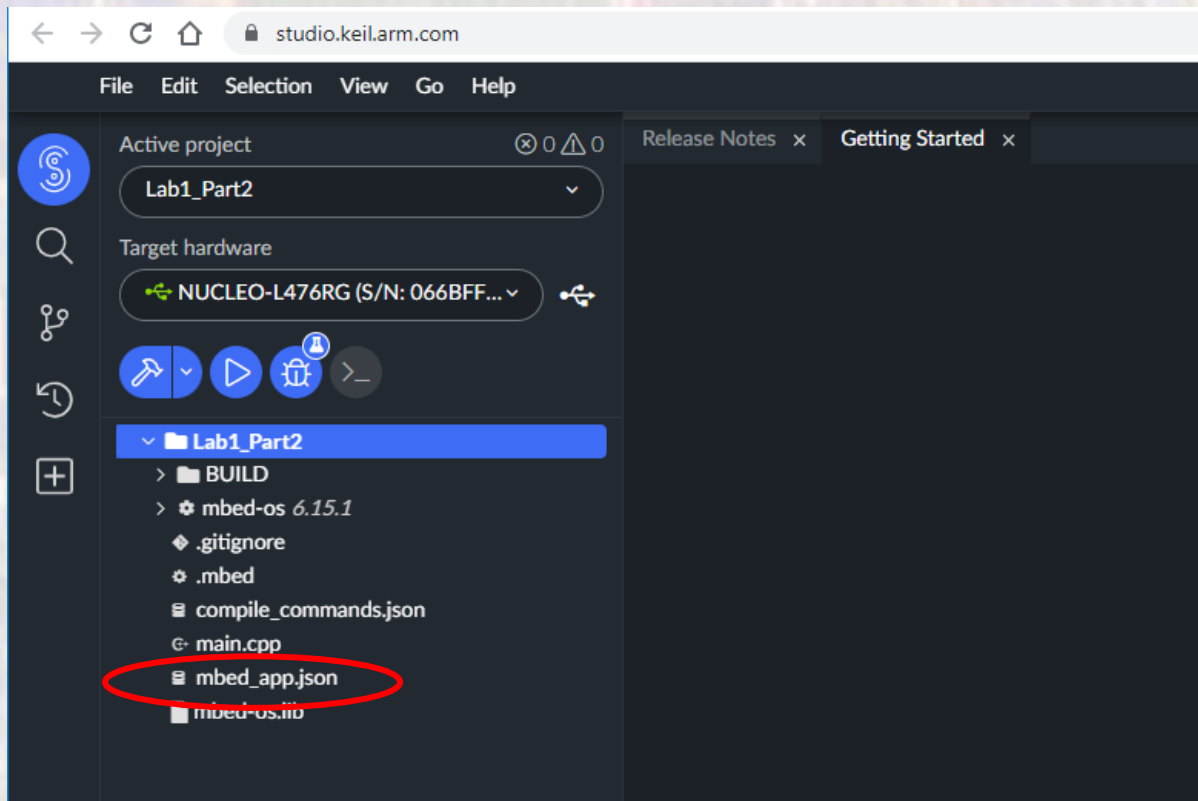 studio.keil.arm.com
File Edit Selection View Go Help
Active project 0 0
Release Notes × Getting Started ×
Lab1_Part2
Target hardware
NUCLEO-L476RG (S/N: 066BFF...
>_
Lab1_Part2
BUILD
mbed-os 6.15.1
.gitignore
.mbed
compile_commands.json
main.cpp
mbed_app.json
mbed-os.lib